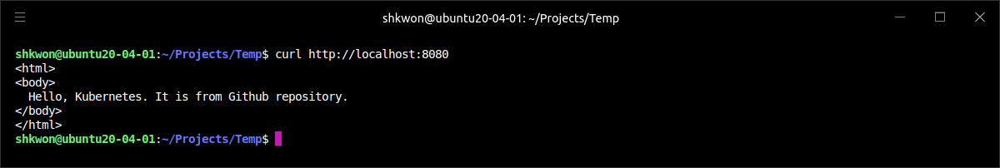 shkwon@ubuntu20-04-01: ~/Projects/Temp
shkwon@ubuntu20-04-01:~/Projects/Temp$ curl http://localhost:8080
<html>
<body>
  Hello, Kubernetes. It is from Github repository.
</body>
</html>
shkwon@ubuntu20-04-01:~/Projects/Temp$